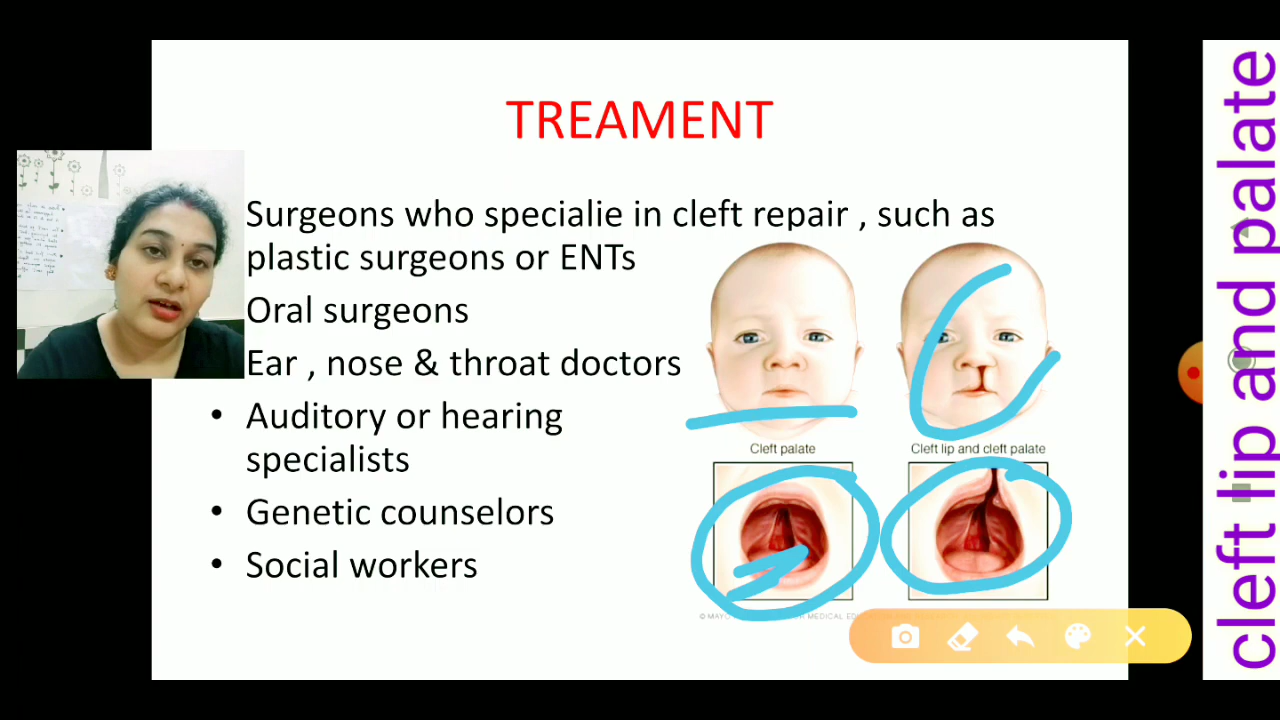 TREAMENT
Surgeons who specialie in cleft repair , such as
plastic surgeons or ENTs
Oral surgeons
Ear , nose & throat doctors
• Auditory or hearing
specialists
• Genetic counselors
• Social workers
Cleft palate
Cleft lip and cleft palate
© MAYO
cleft lip and palate